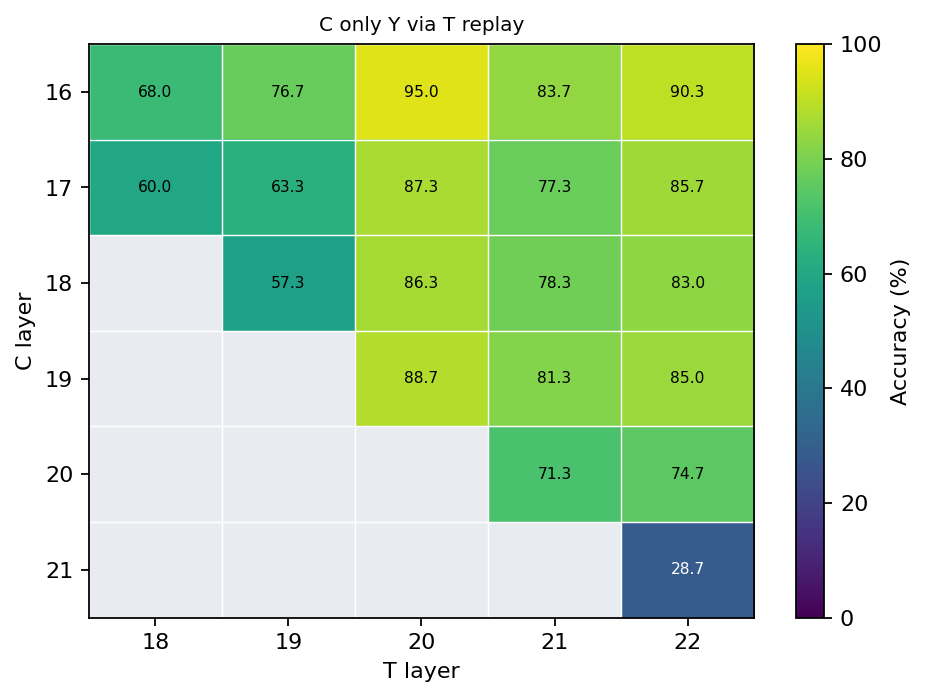 C only Y via T replay
16 68.0 76.7 95.0 83.7 90.3
17 60.0 63.3 87.3 77.3 85.7
18 57.3 86.3 78.3 83.0
19 88.7 81.3 85.0
20 71.3 74.7
21 28.7
18 19 20 21 22
T layer
C layer
100
80
60
40
20
0
Accuracy (%)